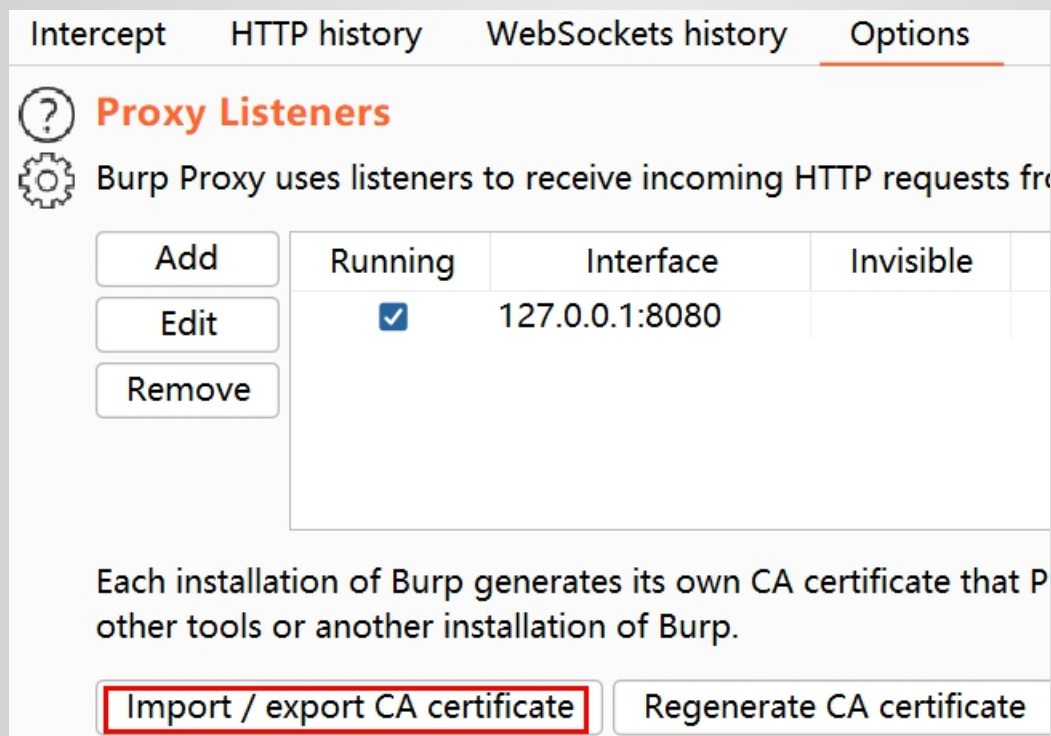 Intercept HTTP history WebSockets history Options
Proxy Listeners
Burp Proxy uses listeners to receive incoming HTTP requests
Add
Edit
Remove
Running Interface Invisible
127.0.0.1:8080
Each installation of Burp generates its own CA certificate that
other tools or another installation of Burp.
Import / export CA certificate Regenerate CA certificate